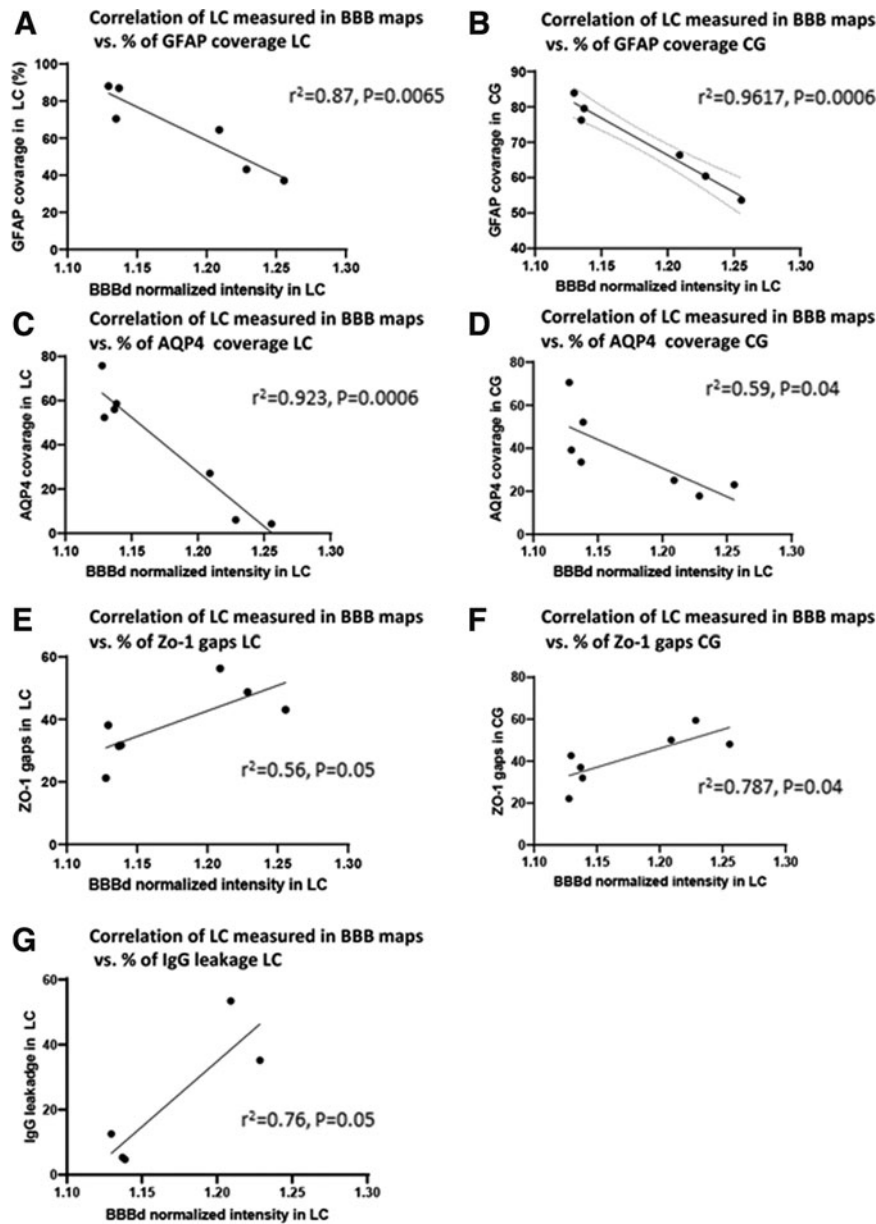 A
Correlation of LC measured in BBB maps
vs. % of GFAP coverage LC
100
80
60
40
20
0
GFAP covarage in LC (%)
r²=0.87, P=0.0065
1.10 1.15 1.20 1.25 1.30
BBBd normalized intensity in LC
B
Correlation of LC measured in BBB maps
vs. % of GFAP coverage CG
90
80
70
60
50
40
GFAP covarage in CG
r²=0.9617, P=0.0006
1.10 1.15 1.20 1.25 1.30
BBBd normalized intensity in LC
C
Correlation of LC measured in BBB maps
vs. % of AQP4 coverage LC
80
60
40
20
0
AQP4 covarage in LC
r²=0.923, P=0.0006
1.10 1.15 1.20 1.25 1.30
BBBd normalized intensity in LC
D
Correlation of LC measured in BBB maps
vs. % of AQP4 coverage CG
80
60
40
20
0
AQP4 covarage in CG
r²=0.59, P=0.04
1.10 1.15 1.20 1.25 1.30
BBBd normalized intensity in LC
E
Correlation of LC measured in BBB maps
vs. % of Zo-1 gaps LC
60
40
20
0
ZO-1 gaps in LC
r²=0.56, P=0.05
1.10 1.15 1.20 1.25 1.30
BBBd normalized intensity in LC
F
Correlation of LC measured in BBB maps
vs. % of Zo-1 gaps CG
80
60
40
20
0
ZO-1 gaps in CG
r²=0.787, P=0.04
1.10 1.15 1.20 1.25 1.30
BBBd normalized intensity in LC
G
Correlation of LC measured in BBB maps
vs. % of IgG leakage LC
60
40
20
0
IgG leakadge in LC
r²=0.76, P=0.05
1.10 1.15 1.20 1.25 1.30
BBBd normalized intensity in LC